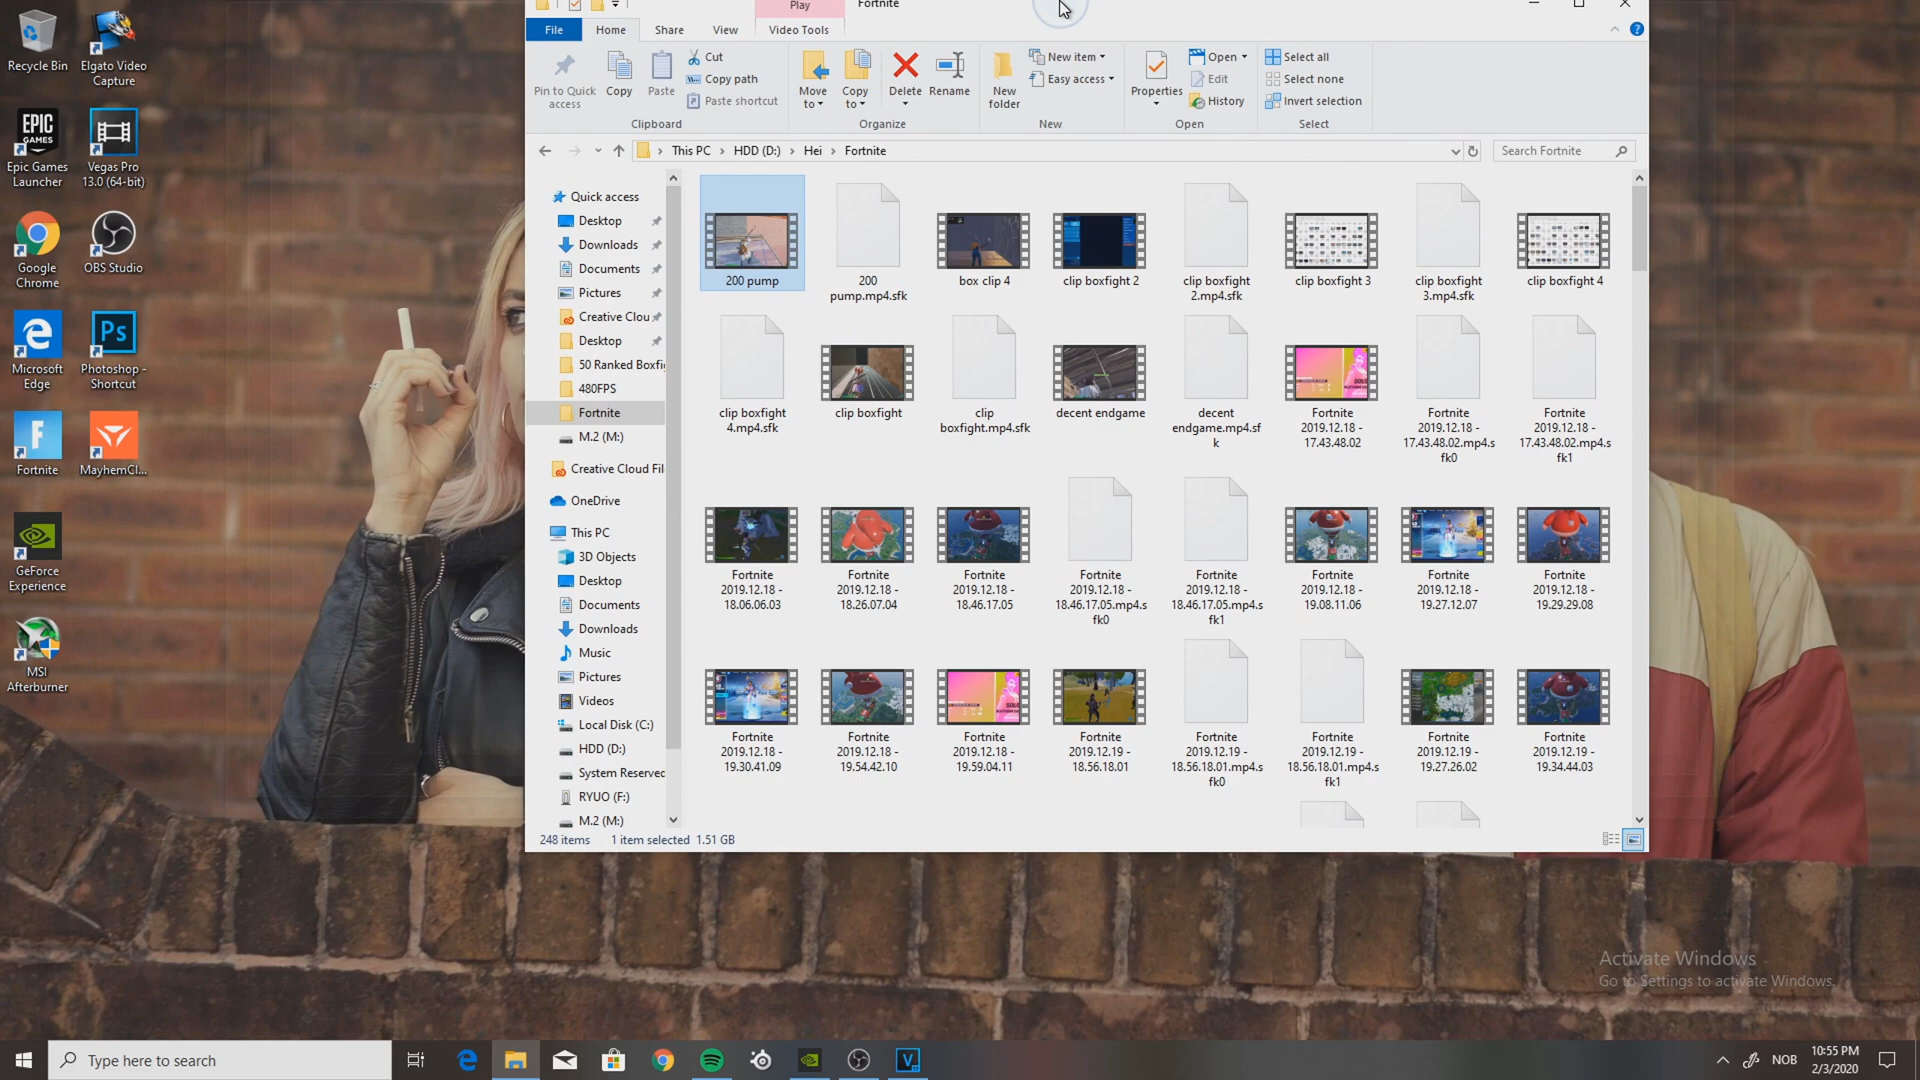 Recycle Bin
Elgato Video
Capture
EPIC
GAMES
Epic Games
Launcher
Vegas Pro
13.0 (64-bit)
Google
Chrome
OBS Studio
Microsoft
Edge
Ps
Photoshop -
Shortcut
Fortnite
MayhemCl...
GeForce
Experience
MSI
Afterburner
Play
Fortnite
File
Home
Share
View
Video Tools
Pin to Quick
access
Copy
Paste
Cut
Copy path
Paste shortcut
Clipboard
Move
to
Copy
to
Delete
Rename
Organize
New
folder
New item
Easy access
New
Properties
Open
Edit
History
Open
Select all
Select none
Invert selection
Select
This PC > HDD (D:) > Hei > Fortnite
Search Fortnite
Quick access
Desktop
Downloads
Documents
Pictures
Creative Clou
Desktop
50 Ranked Boxfi
480FPS
Fortnite
M.2 (M:)
Creative Cloud Fil
OneDrive
This PC
3D Objects
Desktop
Documents
Downloads
Music
Pictures
Videos
Local Disk (C:)
HDD (D:)
System Reserved
RYUO (F:)
M.2 (M:)
200 pump
200
pump.mp4.sfk
box clip 4
clip boxfight 2
clip boxfight
2.mp4.sfk
clip boxfight 3
clip boxfight
3.mp4.sfk
clip boxfight 4
clip boxfight
4.mp4.sfk
clip boxfight
clip
boxfight.mp4.sfk
decent endgame
decent
endgame.mp4.sf
k
Fortnite
2019.12.18 -
17.43.48.02
Fortnite
2019.12.18 -
17.43.48.02.mp4.s
fk0
Fortnite
2019.12.18 -
17.43.48.02.mp4.s
fk1
Fortnite
2019.12.18 -
18.06.06.03
Fortnite
2019.12.18 -
18.26.07.04
Fortnite
2019.12.18 -
18.46.17.05
Fortnite
2019.12.18 -
18.46.17.05.mp4.s
fk0
Fortnite
2019.12.18 -
18.46.17.05.mp4.s
fk1
Fortnite
2019.12.18 -
19.08.11.06
Fortnite
2019.12.18 -
19.27.12.07
Fortnite
2019.12.18 -
19.29.29.08
Fortnite
2019.12.18 -
19.30.41.09
Fortnite
2019.12.18 -
19.54.42.10
Fortnite
2019.12.18 -
19.59.04.11
Fortnite
2019.12.19 -
18.56.18.01
Fortnite
2019.12.19 -
18.56.18.01.mp4.s
fk0
Fortnite
2019.12.19 -
18.56.18.01.mp4.s
fk1
Fortnite
2019.12.19 -
19.27.26.02
Fortnite
2019.12.19 -
19.34.44.03
248 items 1 item selected 1.51 GB
Activate Windows
Go to Settings to activate Windows.
Type here to search
NOB
10:55 PM
2/3/2020